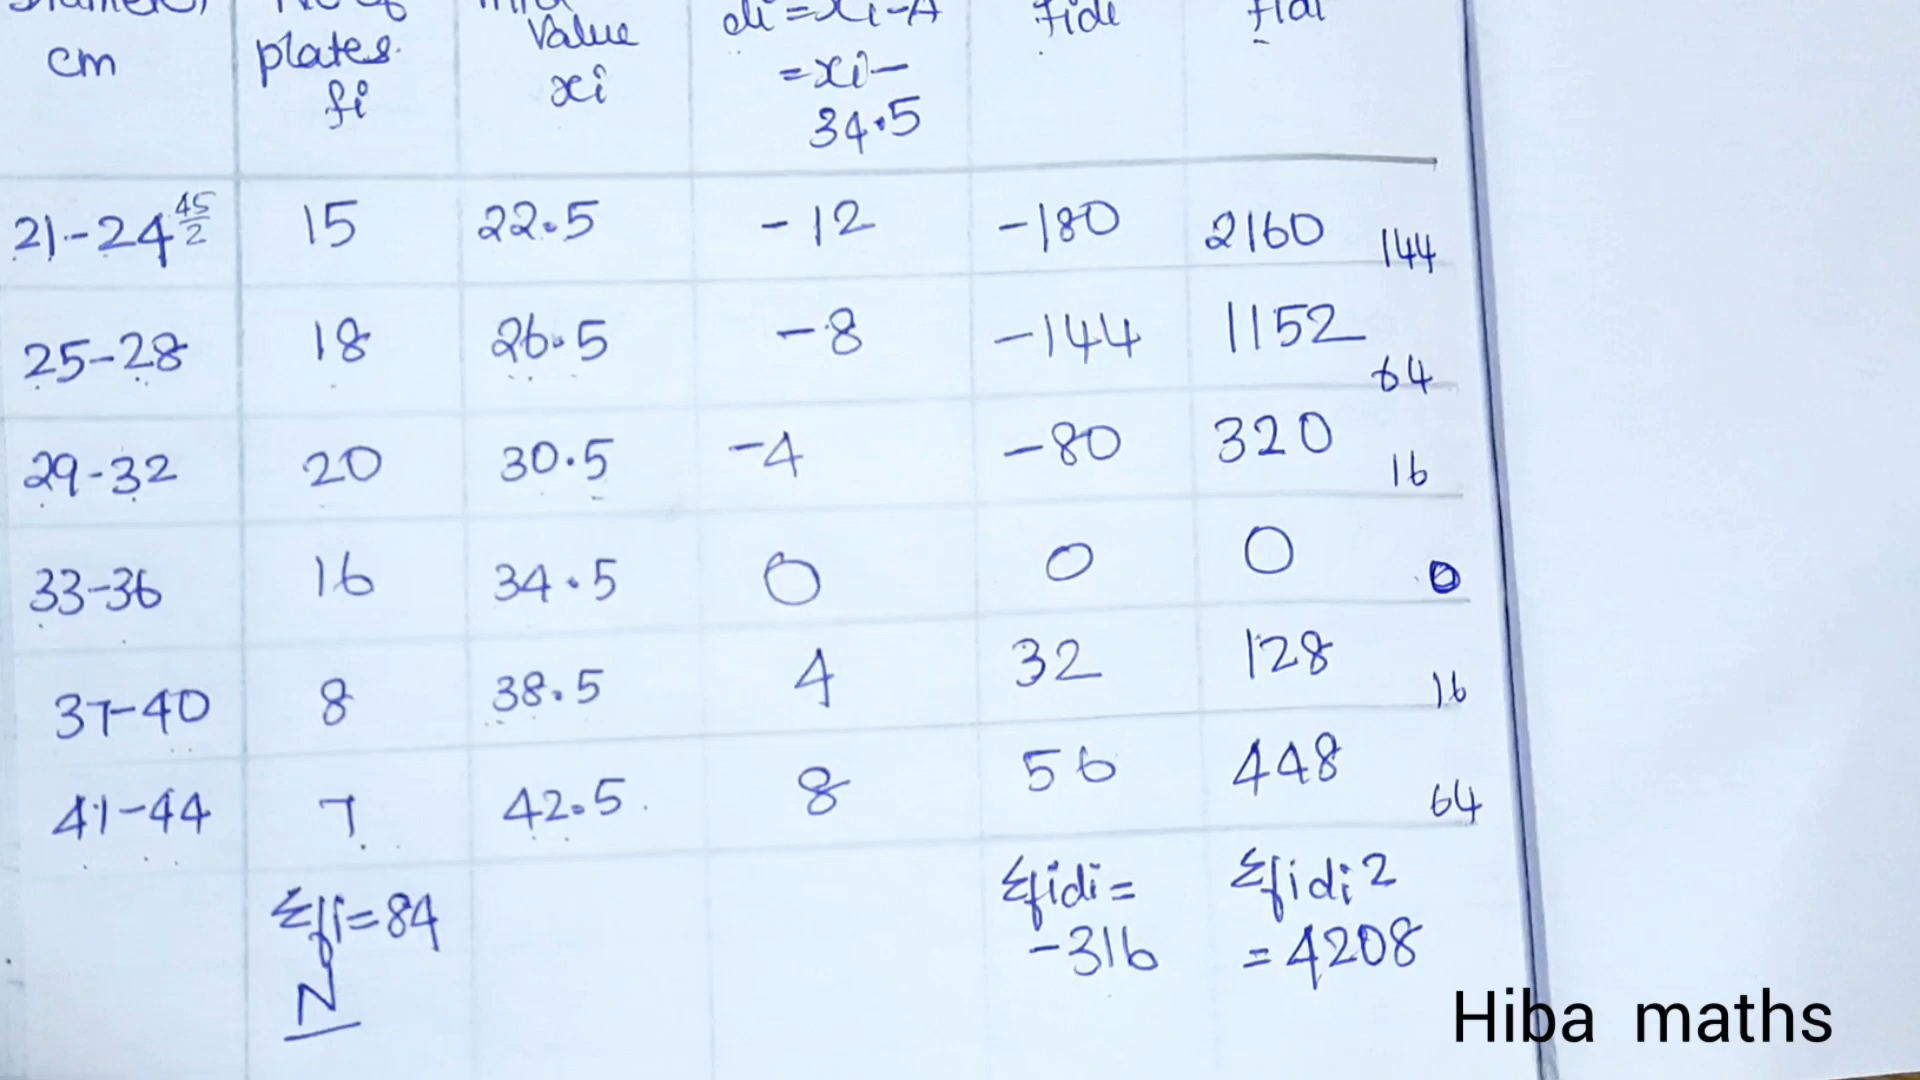 cm plates. Value di = xi - A fidi fidi
fi xi = xi -
34.5
21-24 45/2 15 22.5 -12 -180 2160 144
25-28 18 26.5 -8 -144 1152 64
29-32 20 30.5 -4 -80 320 16
33-36 16 34.5 0 0 0 0
37-40 8 38.5 4 32 128 16
41-44 7 42.5 8 56 448 64
Σfi=84 Σfidi= Σfidi2
N -316 =4208
Hiba maths